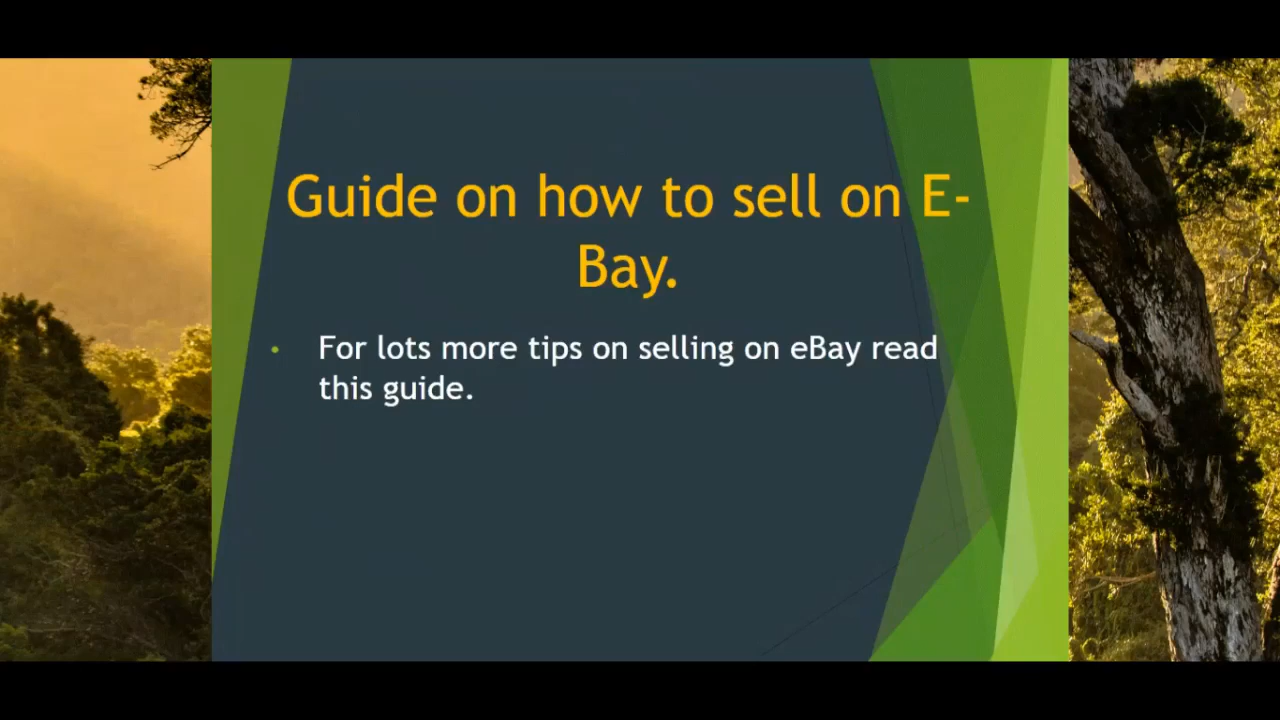 Guide on how to sell on E-
Bay.
• For lots more tips on selling on eBay read
this guide.